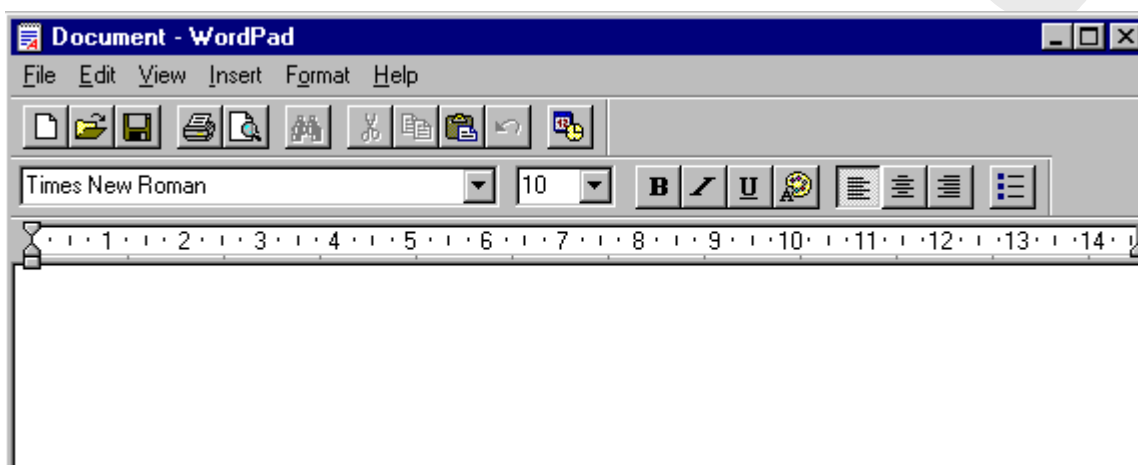 Document - WordPad
File Edit View Insert Format Help
Times New Roman 10 B I U
1 2 3 4 5 6 7 8 9 10 11 12 13 14